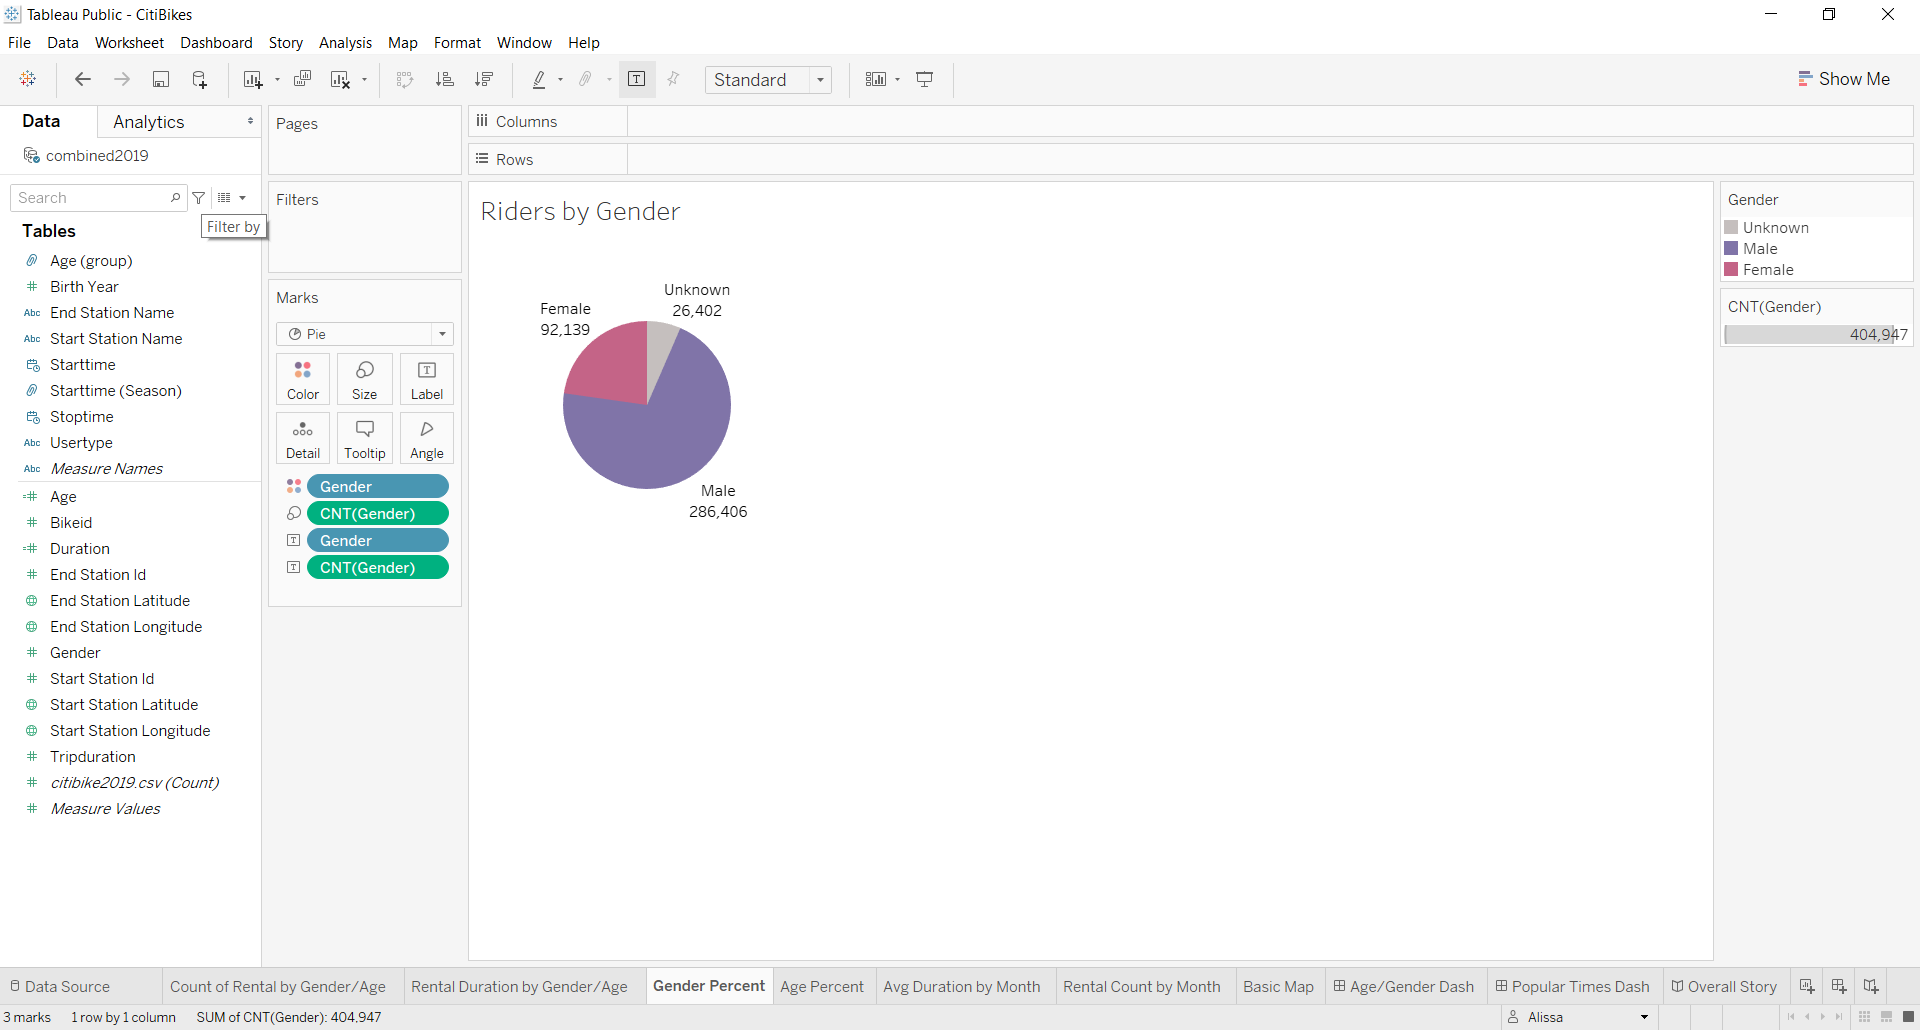 Tableau Public - CitiBikes
File Data Worksheet Dashboard Story Analysis Map Format Window Help
Standard
Show Me
Data
Analytics
combined2019
Search
Filter by
Tables
Age (group)
Birth Year
Abc End Station Name
Abc Start Station Name
Starttime
Starttime (Season)
Stoptime
Abc Usertype
Abc Measure Names
Age
Bikeid
Duration
End Station Id
End Station Latitude
End Station Longitude
Gender
Start Station Id
Start Station Latitude
Start Station Longitude
Tripduration
citibike2019.csv (Count)
Measure Values
Pages
Filters
Marks
Pie
Color Size Label
Detail Tooltip Angle
Gender
CNT(Gender)
Gender
CNT(Gender)
Columns
Rows
Riders by Gender
Unknown
26,402
Female
92,139
Male
286,406
Gender
Unknown
Male
Female
CNT(Gender)
404,947
Data Source Count of Rental by Gender/Age Rental Duration by Gender/Age Gender Percent Age Percent Avg Duration by Month Rental Count by Month Basic Map Age/Gender Dash Popular Times Dash Overall Story
3 marks 1 row by 1 column SUM of CNT(Gender): 404,947 Alissa